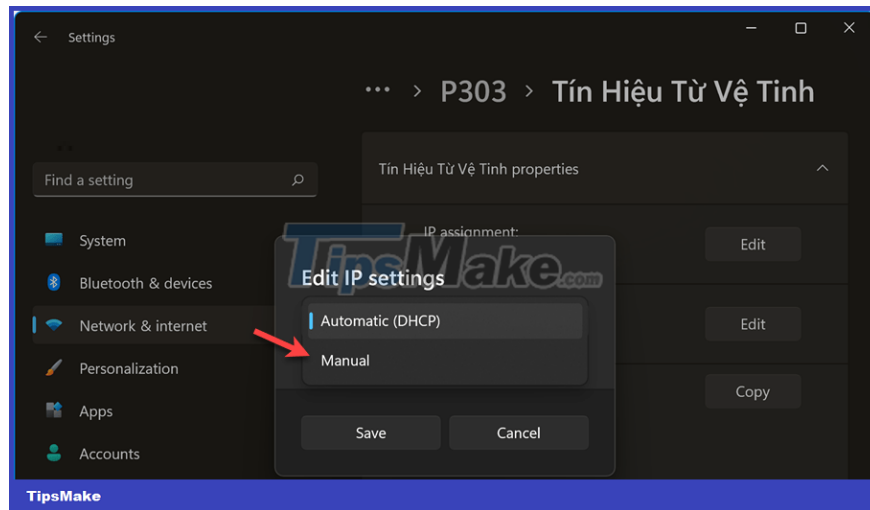 Settings
··· > P303 > Tín Hiệu Từ Vệ Tinh
Find a setting
Tín Hiệu Từ Vệ Tinh properties
System
IP assignment:
Edit
TipsMake.com
Bluetooth & devices
Edit IP settings
Network & internet
Automatic (DHCP)
Edit
Personalization
Manual
Apps
Copy
Save
Cancel
Accounts
TipsMake